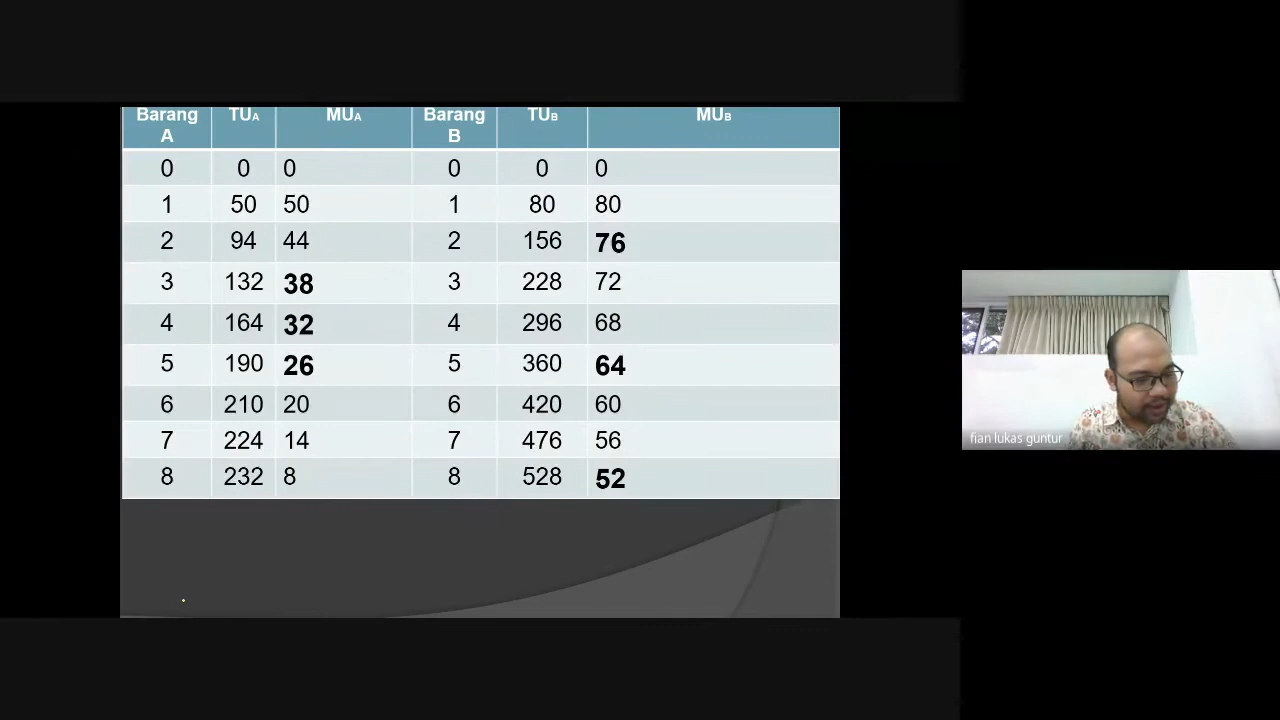 Barang A TUA MUA Barang B TUB MUB
0 0 0 0 0 0
1 50 50 1 80 80
2 94 44 2 156 76
3 132 38 3 228 72
4 164 32 4 296 68
5 190 26 5 360 64
6 210 20 6 420 60
7 224 14 7 476 56
8 232 8 8 528 52
fian lukas guntur